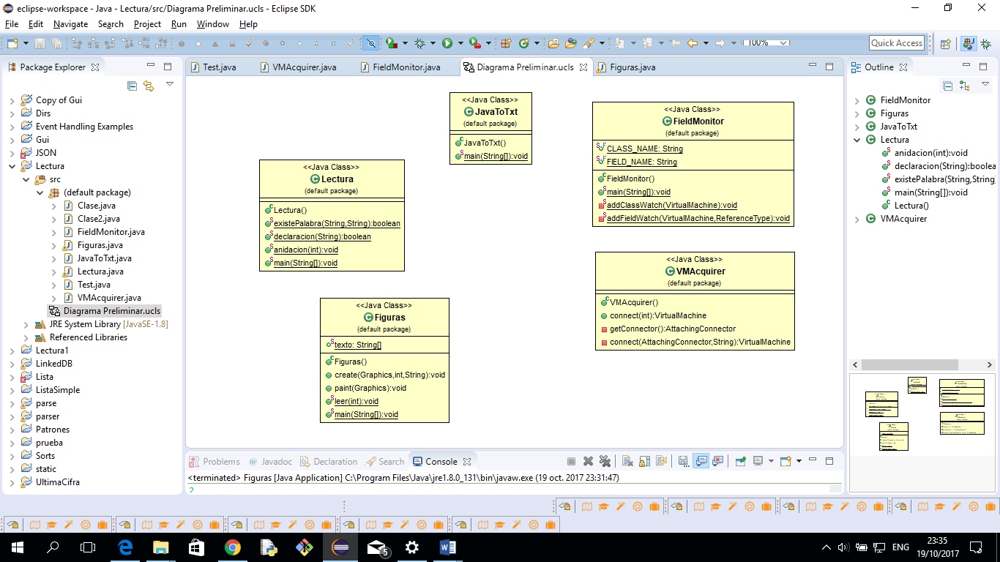 eclipse-workspace - Java - Lectura/src/Diagrama Preliminar.ucls - Eclipse SDK
File Edit Navigate Search Project Run Window Help
100%
Quick Access
Package Explorer
Copy of Gui
Dirs
Event Handling Examples
Gui
JSON
Lectura
src
(default package)
Clase.java
Clase2.java
FieldMonitor.java
Figuras.java
JavaToTxt.java
Lectura.java
Test.java
VMAcquirer.java
Diagrama Preliminar.ucls
JRE System Library [JavaSE-1.8]
Referenced Libraries
Lectura1
LinkedDB
Lista
ListaSimple
parse
parser
Patrones
prueba
Sorts
static
UltimaCifra
Test.java VMAcquirer.java FieldMonitor.java Diagrama Preliminar.ucls Figuras.java
<<Java Class>>
JavaToTxt
(default package)
JavaToTxt()
main(String[]):void
<<Java Class>>
FieldMonitor
(default package)
CLASS_NAME: String
FIELD_NAME: String
FieldMonitor()
main(String[]):void
addClassWatch(VirtualMachine):void
addFieldWatch(VirtualMachine,ReferenceType):void
<<Java Class>>
Lectura
(default package)
Lectura()
existePalabra(String,String):boolean
declaracion(String):boolean
anidacion(int):void
main(String[]):void
<<Java Class>>
VMAcquirer
(default package)
VMAcquirer()
connect(int):VirtualMachine
getConnector():AttachingConnector
connect(AttachingConnector,String):VirtualMachine
<<Java Class>>
Figuras
(default package)
texto: String[]
Figuras()
create(Graphics,int,String):void
paint(Graphics):void
leer(int):void
main(String[]):void
Outline
FieldMonitor
Figuras
JavaToTxt
Lectura
anidacion(int):void
declaracion(String):boolea
existePalabra(String,String
main(String[]):void
Lectura()
VMAcquirer
Problems Javadoc Declaration Search Console
<terminated> Figuras [Java Application] C:\Program Files\Java\jre1.8.0_131\bin\javaw.exe (19 oct. 2017 23:31:47)
2
5
ENG
23:35
19/10/2017